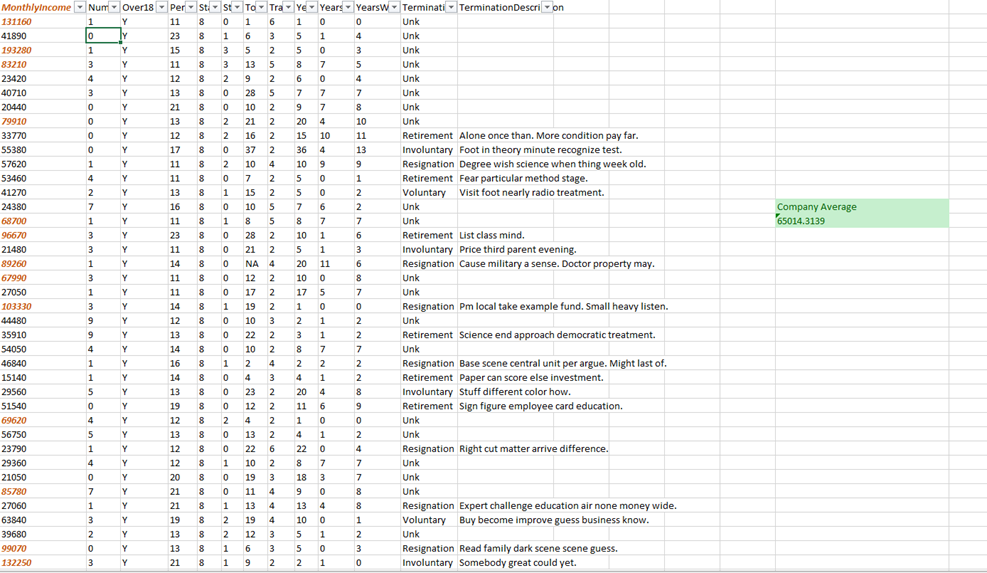 MonthlyIncome Num Over18 Per Sta St To Tra Ye Years YearsW Terminati TerminationDescri on
131160 1 Y 11 8 0 1 6 1 0 0 Unk
41890 0 Y 23 8 1 6 3 5 1 4 Unk
193280 1 Y 15 8 3 5 2 5 0 3 Unk
83210 3 Y 11 8 3 13 5 8 7 5 Unk
23420 4 Y 12 8 2 9 2 6 0 4 Unk
40710 3 Y 13 8 0 28 5 7 7 7 Unk
20440 0 Y 21 8 0 10 2 9 7 8 Unk
79910 0 Y 13 8 2 21 2 20 4 10 Unk
33770 0 Y 12 8 2 16 2 15 10 11 Retirement Alone once than. More condition pay far.
55380 0 Y 17 8 0 37 2 36 4 13 Involuntary Foot in theory minute recognize test.
57620 1 Y 11 8 2 10 4 10 9 9 Resignation Degree wish science when thing week old.
53460 4 Y 11 8 0 7 2 5 0 1 Retirement Fear particular method stage.
41270 2 Y 13 8 1 15 2 5 0 2 Voluntary Visit foot nearly radio treatment.
24380 7 Y 16 8 0 10 5 7 6 2 Unk Company Average
68700 1 Y 11 8 1 8 5 8 7 7 Unk 65014.3139
96670 3 Y 23 8 0 28 2 10 1 6 Retirement List class mind.
21480 3 Y 11 8 0 21 2 5 1 3 Involuntary Price third parent evening.
89260 1 Y 14 8 0 NA 4 20 11 6 Resignation Cause military a sense. Doctor property may.
67990 3 Y 11 8 0 12 2 10 0 8 Unk
27050 1 Y 11 8 0 17 2 17 5 7 Unk
103330 3 Y 14 8 1 19 2 1 0 0 Resignation Pm local take example fund. Small heavy listen.
44480 9 Y 12 8 0 10 3 2 1 2 Unk
35910 9 Y 13 8 0 22 2 3 1 2 Retirement Science end approach democratic treatment.
54050 4 Y 14 8 0 10 2 8 7 7 Unk
46840 1 Y 16 8 1 2 4 2 2 2 Resignation Base scene central unit per argue. Might last of.
15140 1 Y 14 8 0 4 3 4 1 2 Retirement Paper can score else investment.
29560 5 Y 13 8 0 23 2 20 4 8 Involuntary Stuff different color how.
51540 0 Y 19 8 0 12 2 11 6 9 Retirement Sign figure employee card education.
69620 4 Y 12 8 2 4 2 1 0 0 Unk
56750 5 Y 13 8 0 13 2 4 1 2 Unk
23790 1 Y 12 8 0 22 6 22 0 4 Resignation Right cut matter arrive difference.
29360 4 Y 12 8 1 10 2 8 7 7 Unk
21050 0 Y 20 8 0 19 3 18 3 7 Unk
85780 7 Y 21 8 0 11 4 9 0 8 Unk
27060 1 Y 21 8 1 13 4 13 4 8 Resignation Expert challenge education air none money wide.
63840 3 Y 19 8 2 19 4 10 0 1 Voluntary Buy become improve guess business know.
39680 2 Y 13 8 2 12 3 5 1 2 Unk
99070 0 Y 13 8 1 6 3 5 0 3 Resignation Read family dark scene scene guess.
132250 3 Y 21 8 1 9 2 2 1 0 Involuntary Somebody great could yet.